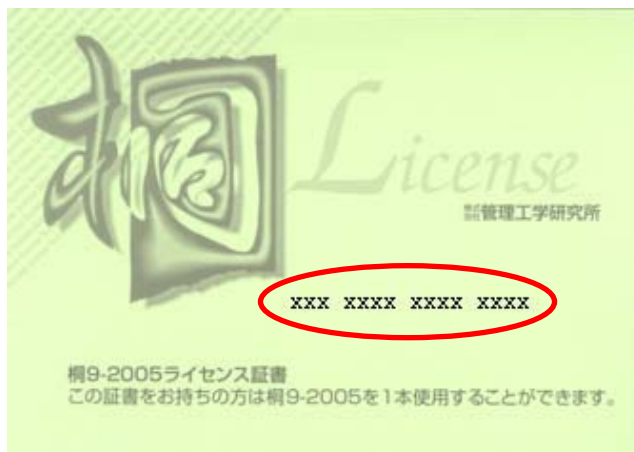 桐
License
株式会社管理工学研究所
xxx xxxx xxxx xxxx
桐9-2005ライセンス証書
この証書をお持ちの方は桐9-2005を1本使用することができます。